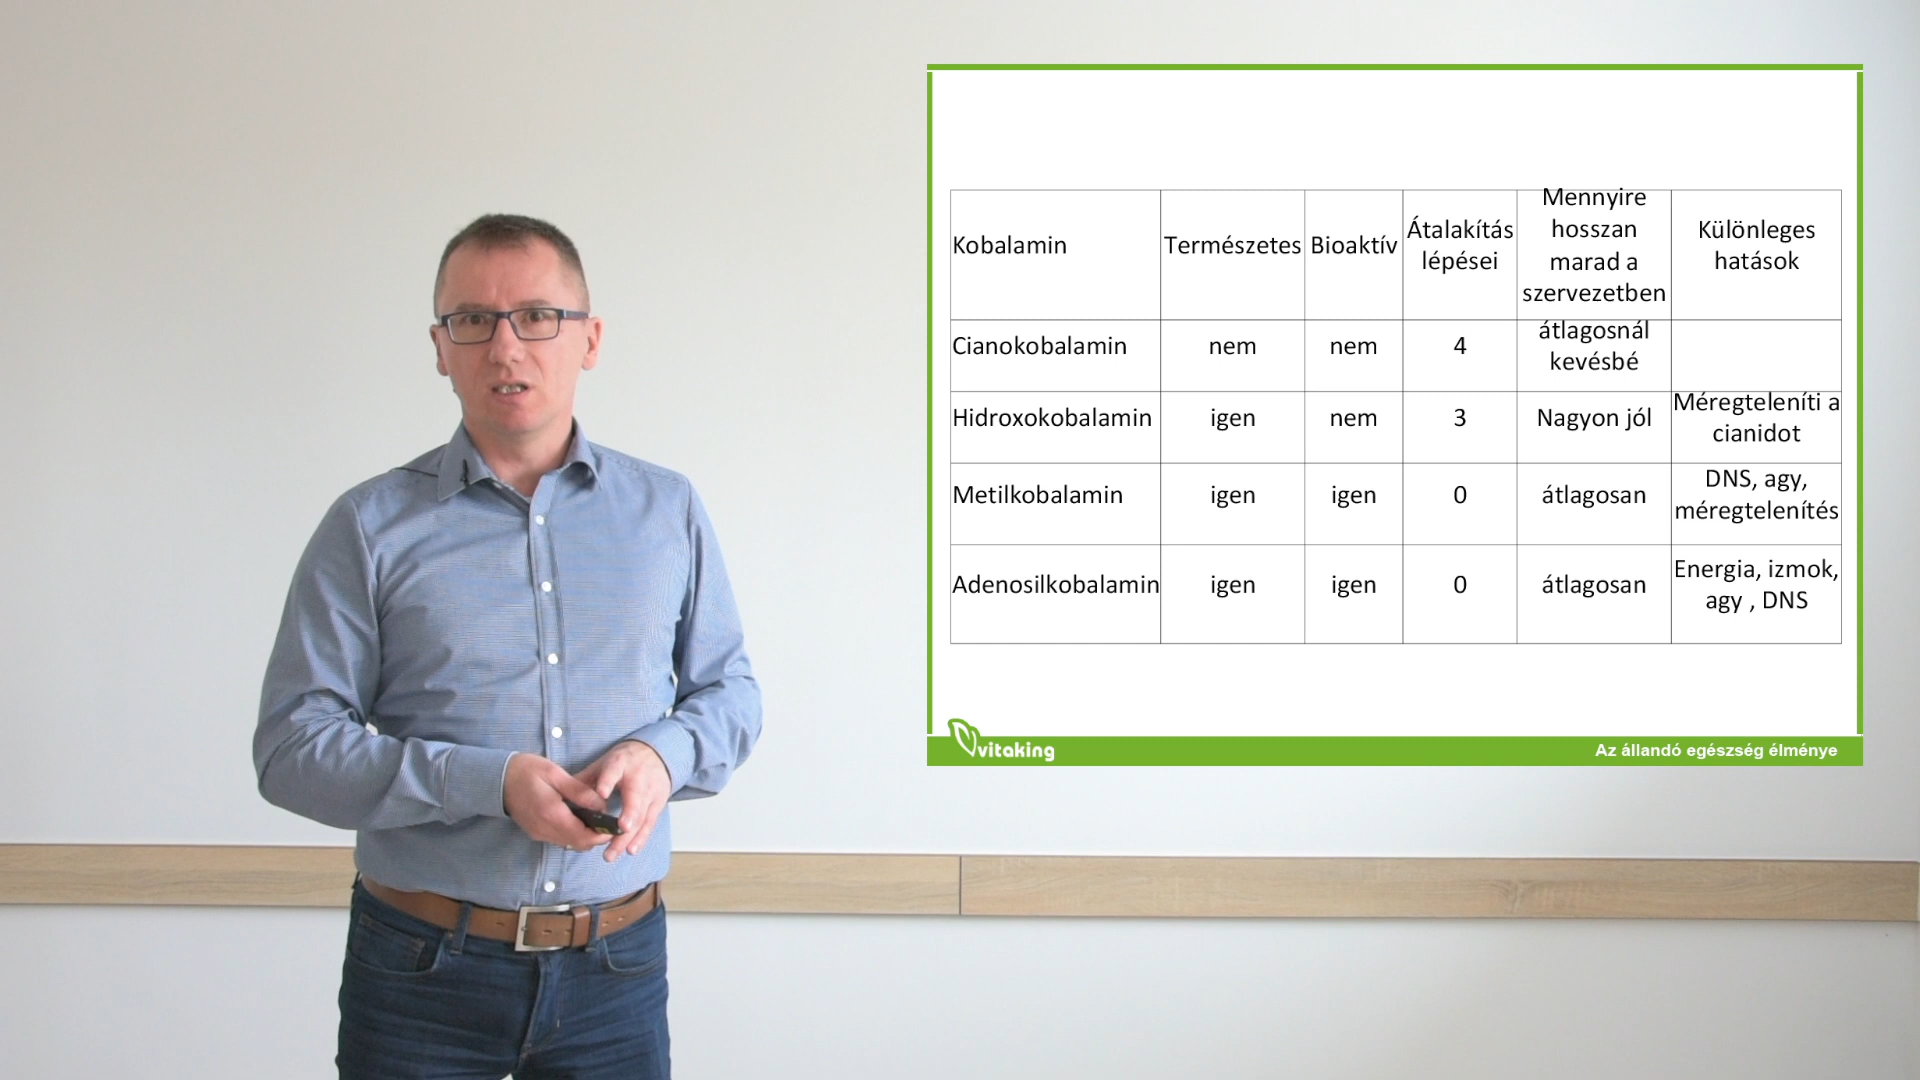 Kobalamin
Természetes
Bioaktív
Átalakítás
lépései
Mennyire
hosszan
marad a
szervezetben
Különleges
hatások
Cianokobalamin
nem
nem
4
átlagosnál
kevésbé
Hidroxokobalamin
igen
nem
3
Nagyon jól
Méregteleníti a
cianidot
Metilkobalamin
igen
igen
0
átlagosan
DNS, agy,
méregtelenítés
Adenosilkobalamin
igen
igen
0
átlagosan
Energia, izmok,
agy , DNS
vitaking
Az állandó egészség élménye